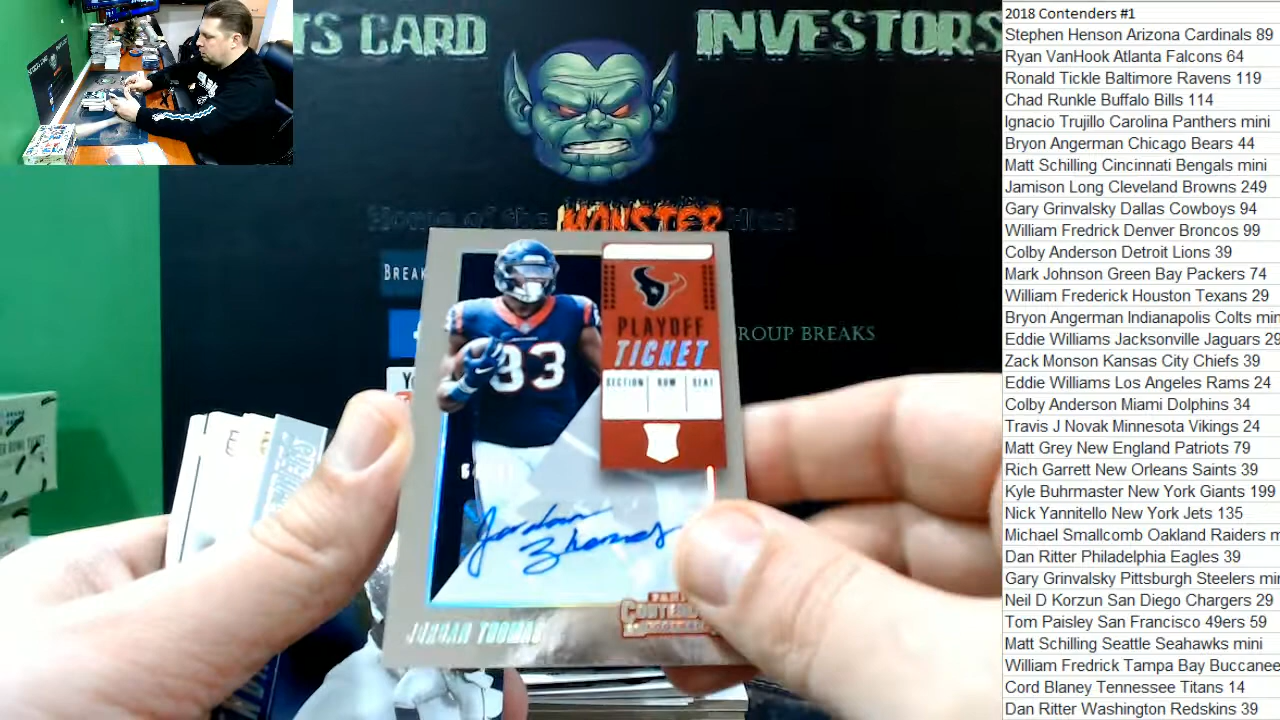 TS CARD INVESTORS
Home of the MONSTER
BREAK
GROUP BREAKS
PLAYOFF
TICKET
SECTION ROW SEAT
83
Jordan Thomas
JORDAN THOMAS
2018 Contenders #1
Stephen Henson Arizona Cardinals 89
Ryan VanHook Atlanta Falcons 64
Ronald Tickle Baltimore Ravens 119
Chad Runkle Buffalo Bills 114
Ignacio Trujillo Carolina Panthers mini
Bryon Angerman Chicago Bears 44
Matt Schilling Cincinnati Bengals mini
Jamison Long Cleveland Browns 249
Gary Grinvalsky Dallas Cowboys 94
William Fredrick Denver Broncos 99
Colby Anderson Detroit Lions 39
Mark Johnson Green Bay Packers 74
William Frederick Houston Texans 29
Bryon Angerman Indianapolis Colts min
Eddie Williams Jacksonville Jaguars 29
Zack Monson Kansas City Chiefs 39
Eddie Williams Los Angeles Rams 24
Colby Anderson Miami Dolphins 34
Travis J Novak Minnesota Vikings 24
Matt Grey New England Patriots 79
Rich Garrett New Orleans Saints 39
Kyle Buhrmaster New York Giants 199
Nick Yannitello New York Jets 135
Michael Smallcomb Oakland Raiders m
Dan Ritter Philadelphia Eagles 39
Gary Grinvalsky Pittsburgh Steelers min
Neil D Korzun San Diego Chargers 29
Tom Paisley San Francisco 49ers 59
Matt Schilling Seattle Seahawks mini
William Fredrick Tampa Bay Buccanee
Cord Blaney Tennessee Titans 14
Dan Ritter Washington Redskins 39